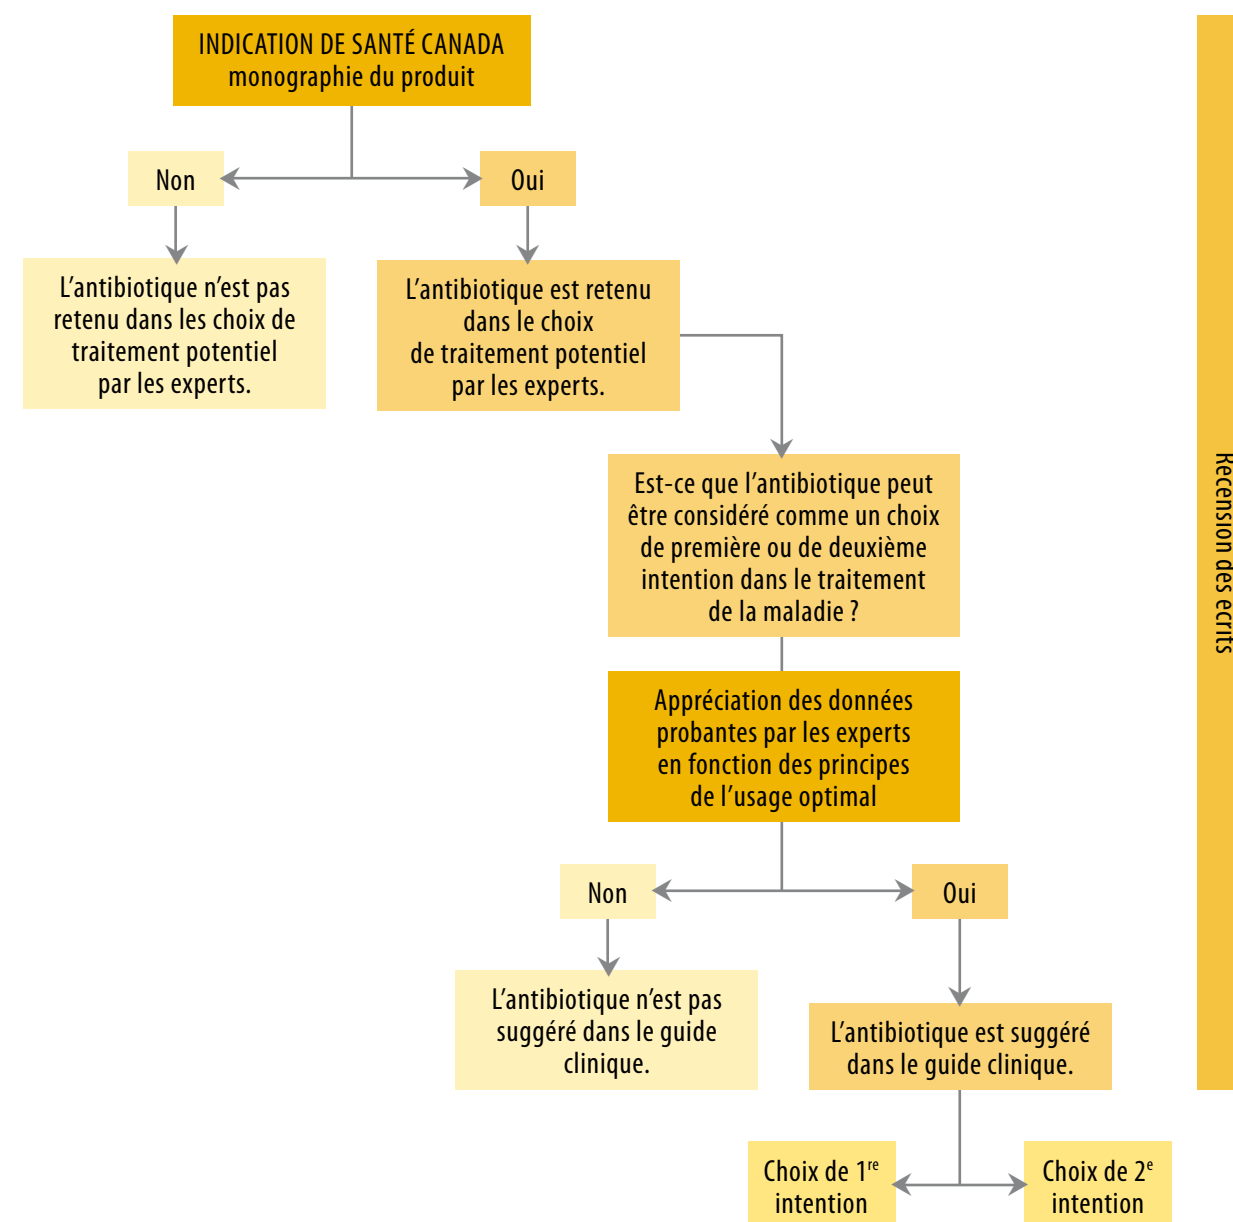 INDICATION DE SANTÉ CANADA
monographie du produit
Non
Oui
L'antibiotique n'est pas
retenu dans les choix de
traitement potentiel
par les experts.
L'antibiotique est retenu
dans le choix
de traitement potentiel
par les experts.
Est-ce que l'antibiotique peut
être considéré comme un choix
de première ou de deuxième
intention dans le traitement
de la maladie ?
Appréciation des données
probantes par les experts
en fonction des principes
de l'usage optimal
Non
Oui
L'antibiotique n'est pas
suggéré dans le guide
clinique.
L'antibiotique est suggéré
dans le guide clinique.
Choix de 1re
intention
Choix de 2e
intention
Recension des écrits